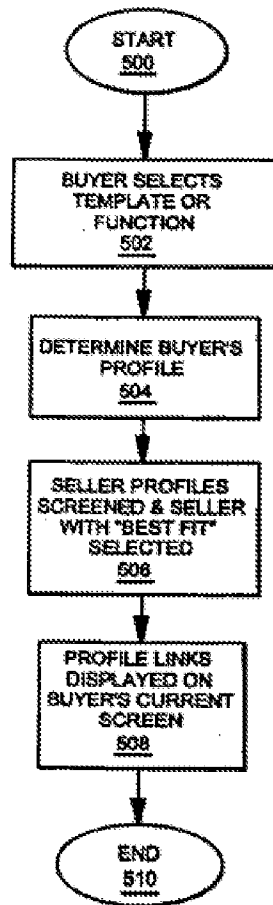 START
500
BUYER SELECTS
TEMPLATE OR
FUNCTION
502
DETERMINE BUYER'S
PROFILE
504
SELLER PROFILES
SCREENED & SELLER
WITH "BEST FIT"
SELECTED
506
PROFILE LINKS
DISPLAYED ON
BUYER'S CURRENT
SCREEN
508
END
510